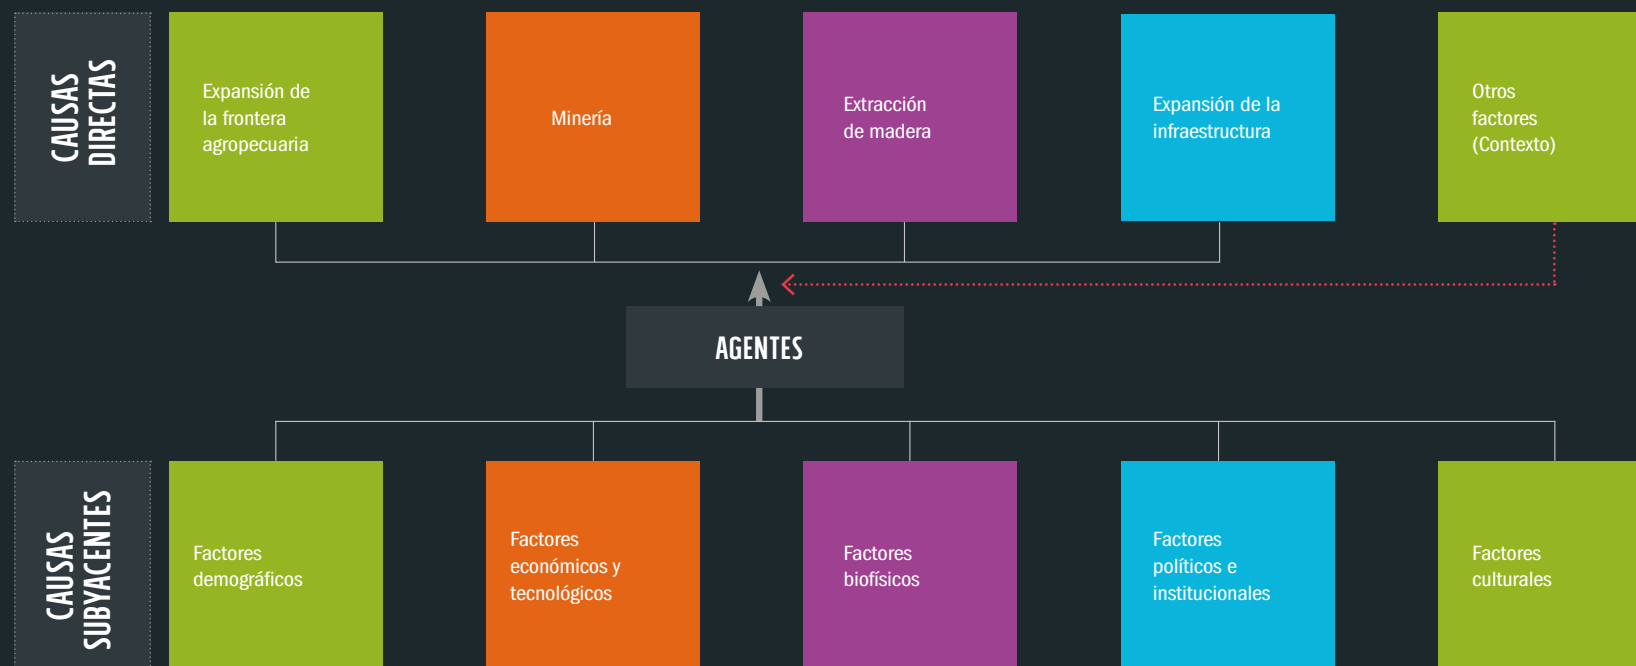 CAUSAS
DIRECTAS
Expansión de
la frontera
agropecuaria
Minería
Extracción
de madera
Expansión de la
infraestructura
Otros
factores
(Contexto)
AGENTES
CAUSAS
SUBYACENTES
Factores
demográficos
Factores
económicos y
tecnológicos
Factores
biofísicos
Factores
políticos e
institucionales
Factores
culturales